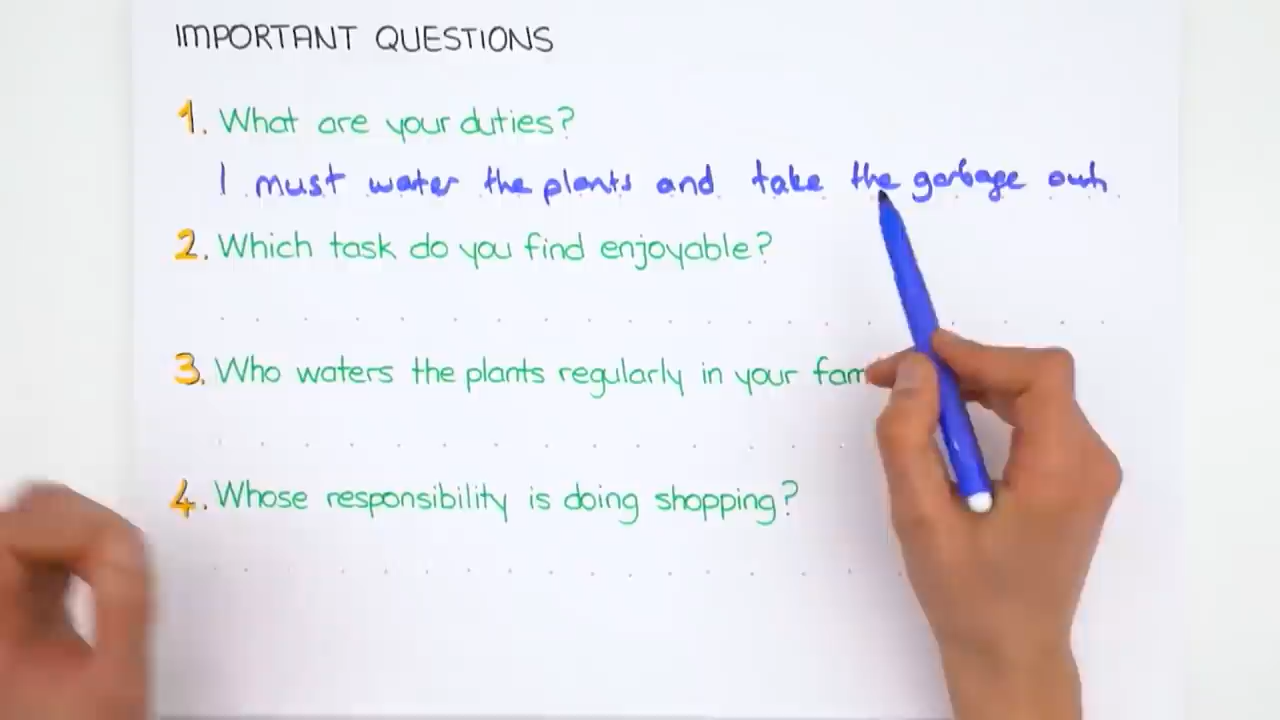 IMPORTANT QUESTIONS
1. What are your duties?
I must water the plants and take the garbage out
2. Which task do you find enjoyable?
3. Who waters the plants regularly in your
4. Whose responsibility is doing shopping?